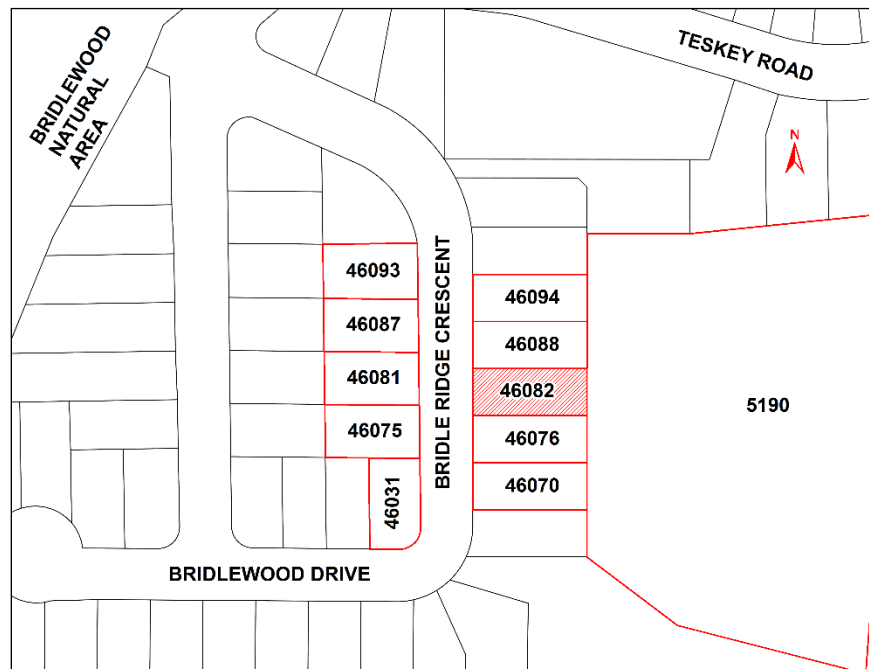 BRIDLEWOOD
NATURAL
AREA
TESKEY ROAD
N
46093
46087
46081
46075
46031
BRIDLE RIDGE CRESCENT
46094
46088
46082
46076
46070
5190
BRIDLEWOOD DRIVE